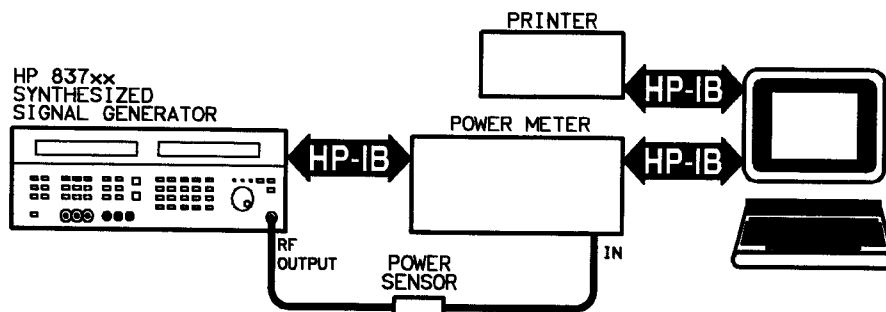 PRINTER
HP 837xx
SYNTHESIZED
SIGNAL GENERATOR
HP-IB
POWER METER
HP-IB
HP-IB
RF
OUTPUT
POWER
SENSOR
IN